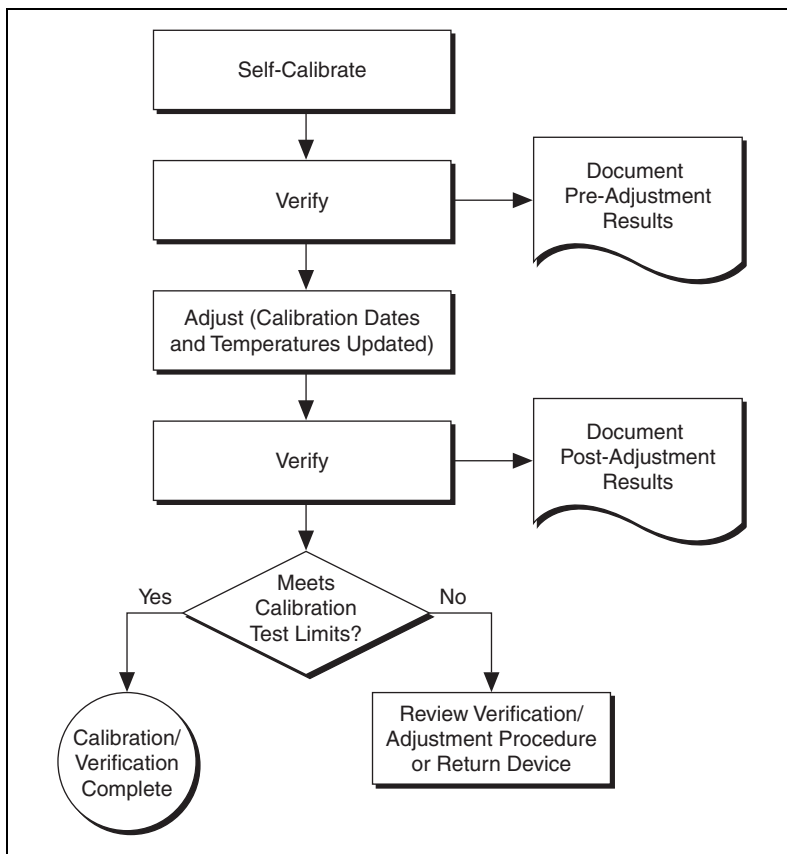 Self-Calibrate
Verify
Document
Pre-Adjustment
Results
Adjust (Calibration Dates
and Temperatures Updated)
Verify
Document
Post-Adjustment
Results
Meets
Calibration
Test Limits?
Yes
No
Calibration/
Verification
Complete
Review Verification/
Adjustment Procedure
or Return Device